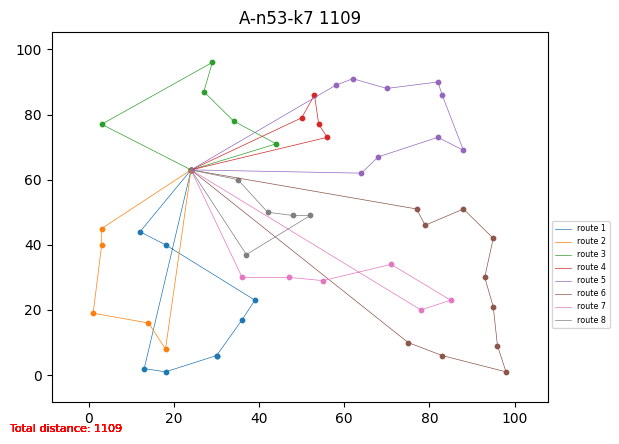 A-n53-k7 1109
100
80
60
40
20
0
0 20 40 60 80 100
route 1
route 2
route 3
route 4
route 5
route 6
route 7
route 8
Total distance: 1109